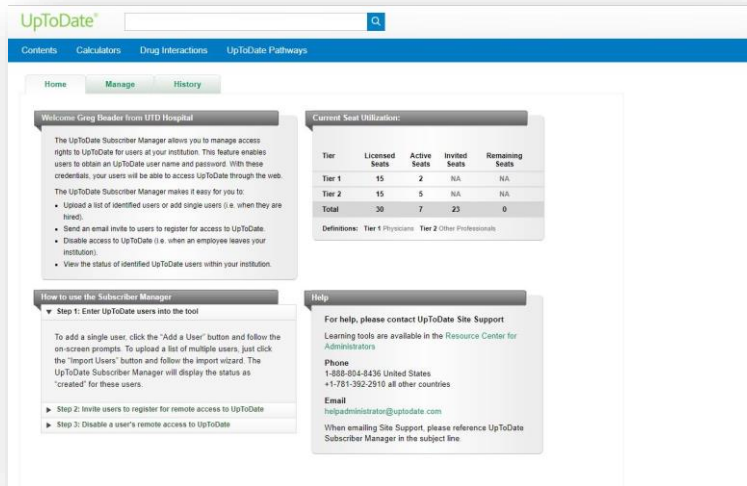 UpToDate®
Contents Calculators Drug Interactions UpToDate Pathways
Home Manage History
Welcome Greg Beader from UTD Hospital
The UpToDate Subscriber Manager allows you to manage access
rights to UpToDate for users at your institution. This feature enables
users to obtain an UpToDate user name and password. With these
credentials, your users will be able to access UpToDate through the web.
The UpToDate Subscriber Manager makes it easy for you to:
• Upload a list of identified users or add single users (i.e. when they are
hired).
• Send an email invite to users to register for access to UpToDate.
• Disable access to UpToDate (i.e. when an employee leaves your
institution).
• View the status of identified UpToDate users within your institution.
Current Seat Utilization:
Tier Licensed Seats Active Seats Invited Seats Remaining Seats
Tier 1 15 2 NA NA
Tier 2 15 5 NA NA
Total 30 7 23 0
Definitions: Tier 1 Physicians Tier 2 Other Professionals
How to use the Subscriber Manager
Step 1: Enter UpToDate users into the tool
To add a single user, click the "Add a User" button and follow the
on-screen prompts. To upload a list of multiple users, just click
the "Import Users" button and follow the import wizard. The
UpToDate Subscriber Manager will display the status as
"created" for these users.
Step 2: Invite users to register for remote access to UpToDate
Step 3: Disable a user's remote access to UpToDate
Help
For help, please contact UpToDate Site Support
Learning tools are available in the Resource Center for
Administrators
Phone
1-888-804-8436 United States
+1-781-392-2910 all other countries
Email
helpadministrator@uptodate.com
When emailing Site Support, please reference UpToDate
Subscriber Manager in the subject line